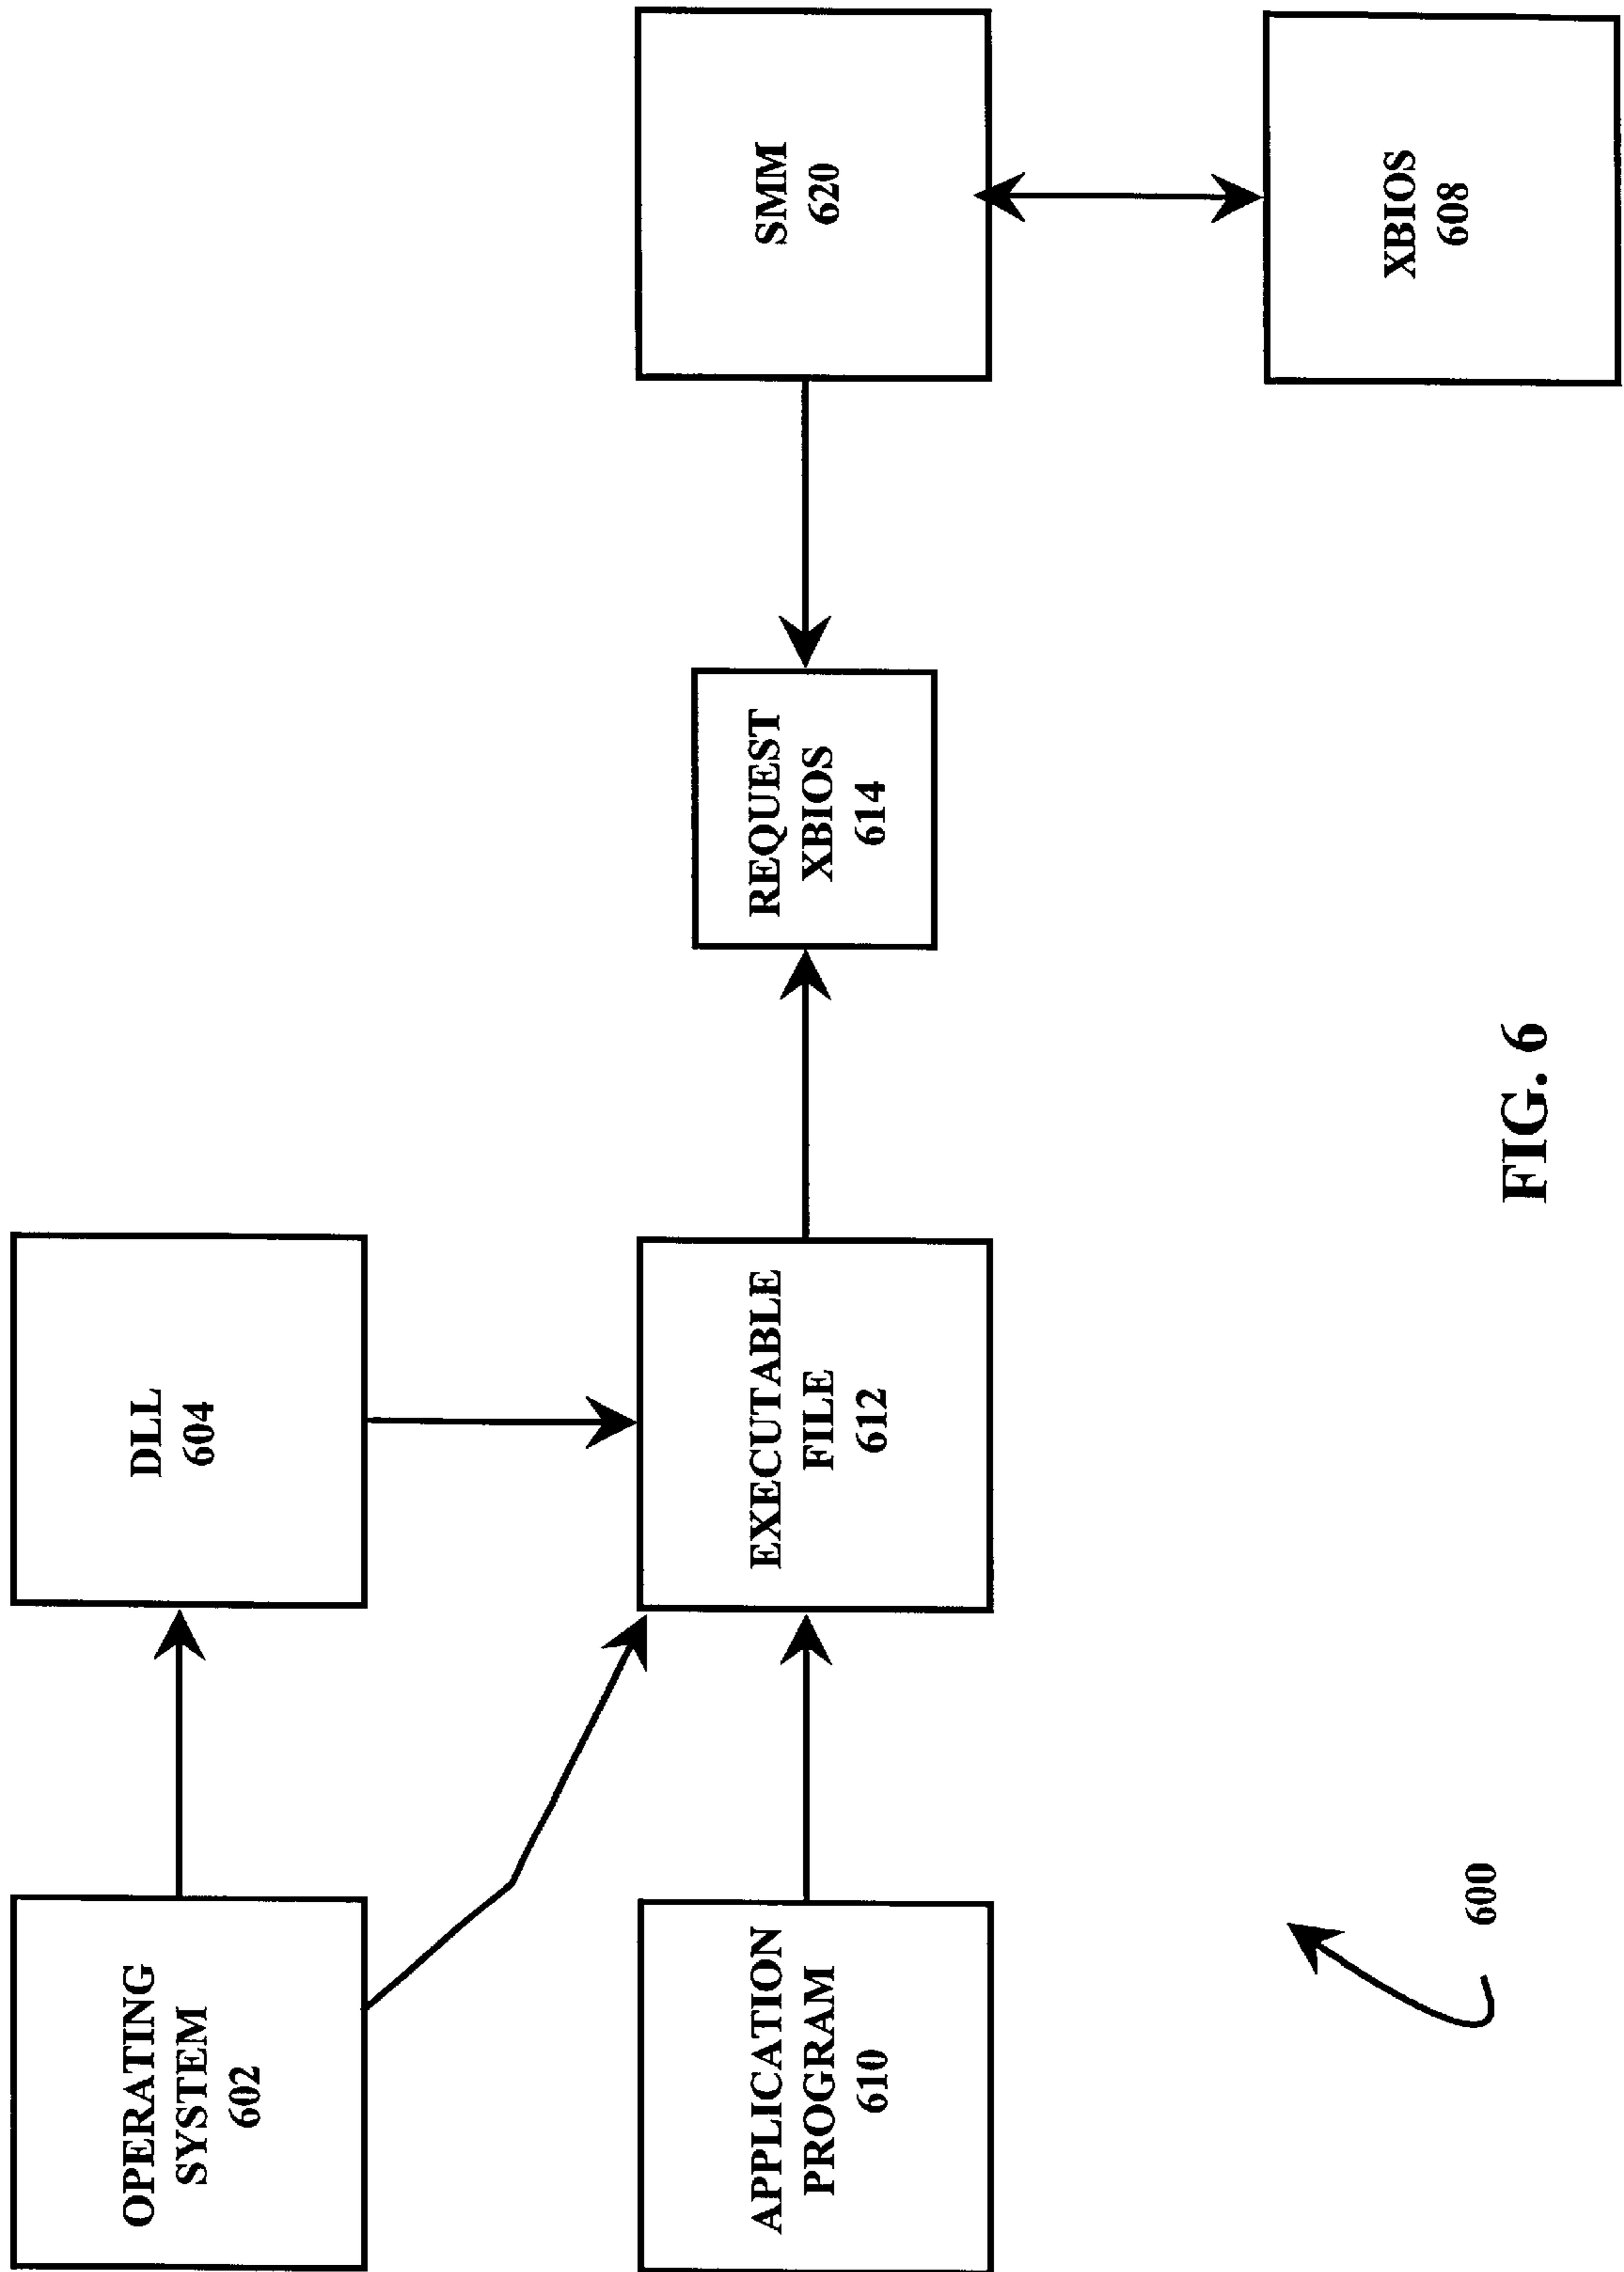 OPERATING
SYSTEM
602
DLL
604
APPLICATION
PROGRAM
610
EXECUTABLE
FILE
612
REQUEST
XBIOS
614
SMM
620
XBIOS
608
600
FIG. 6